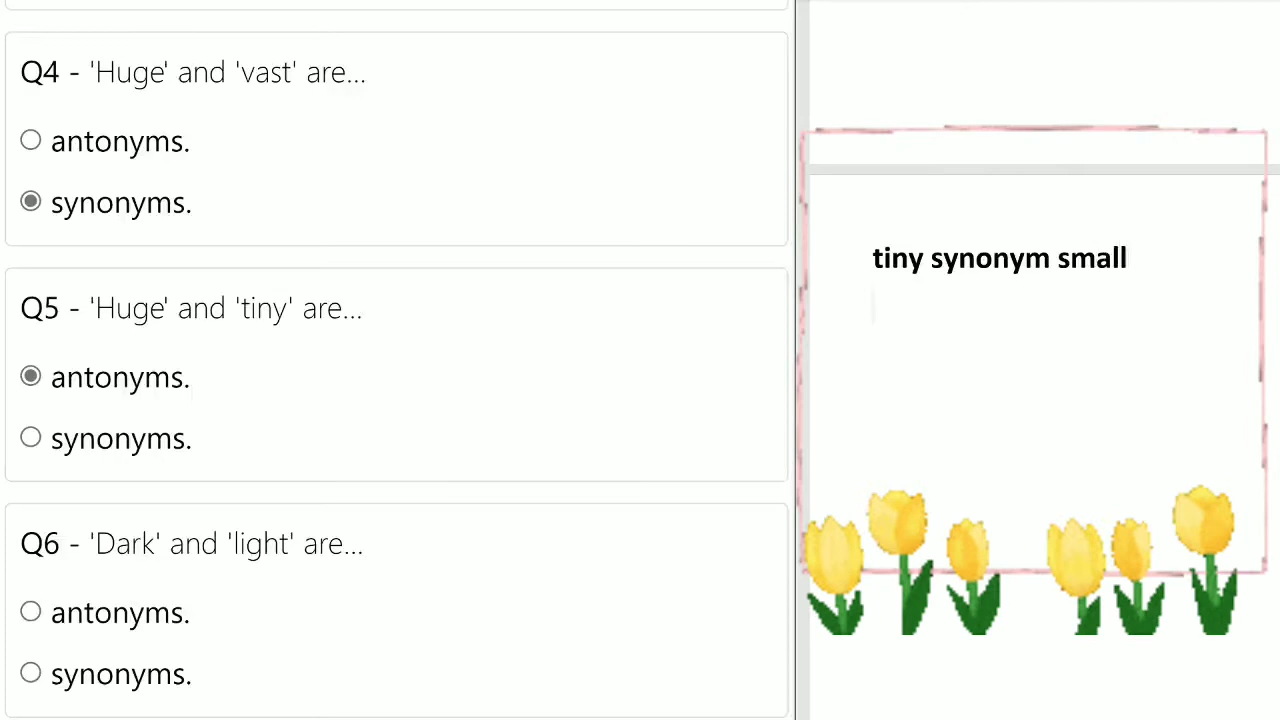 Q4 - 'Huge' and 'vast' are...
antonyms.
synonyms.
Q5 - 'Huge' and 'tiny' are...
antonyms.
synonyms.
Q6 - 'Dark' and 'light' are...
antonyms.
synonyms.
tiny synonym small